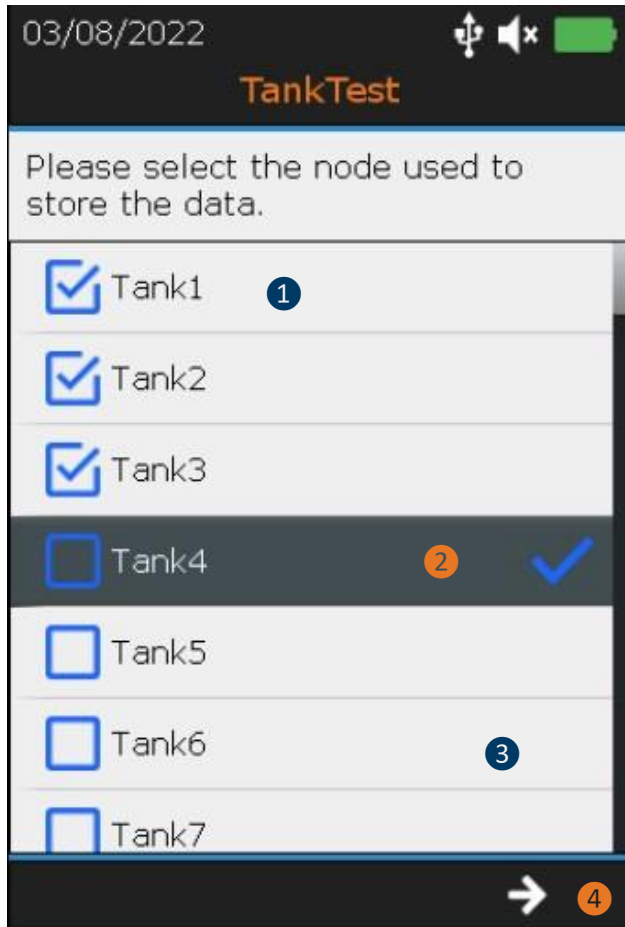 03/08/2022
TankTest
Please select the node used to
store the data.
Tank1 1
Tank2
Tank3
Tank4 2
Tank5
Tank6 3
Tank7
4